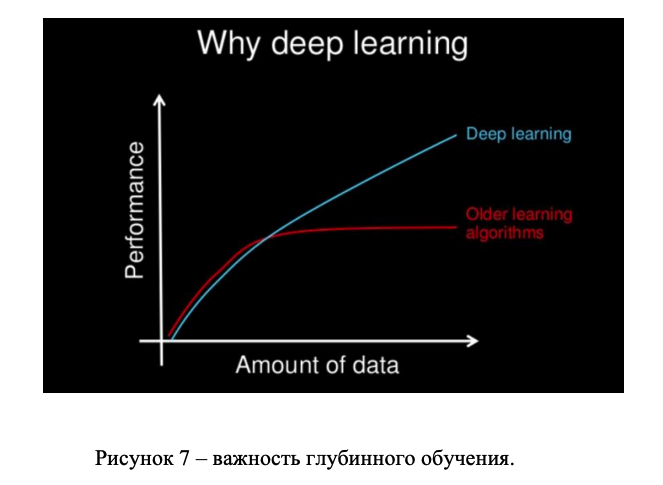 Why deep learning
Performance
Deep learning
Older learning
algorithms
Amount of data
Рисунок 7 – важность глубинного обучения.